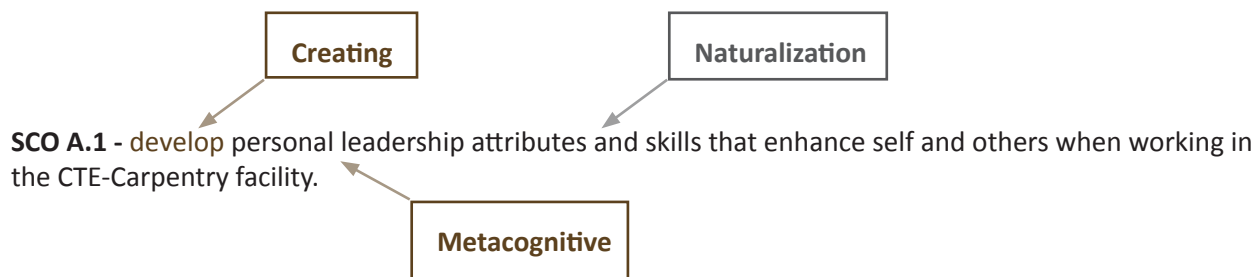 Creating
Naturalization
SCO A.1 - develop personal leadership attributes and skills that enhance self and others when working in
the CTE-Carpentry facility.
Metacognitive